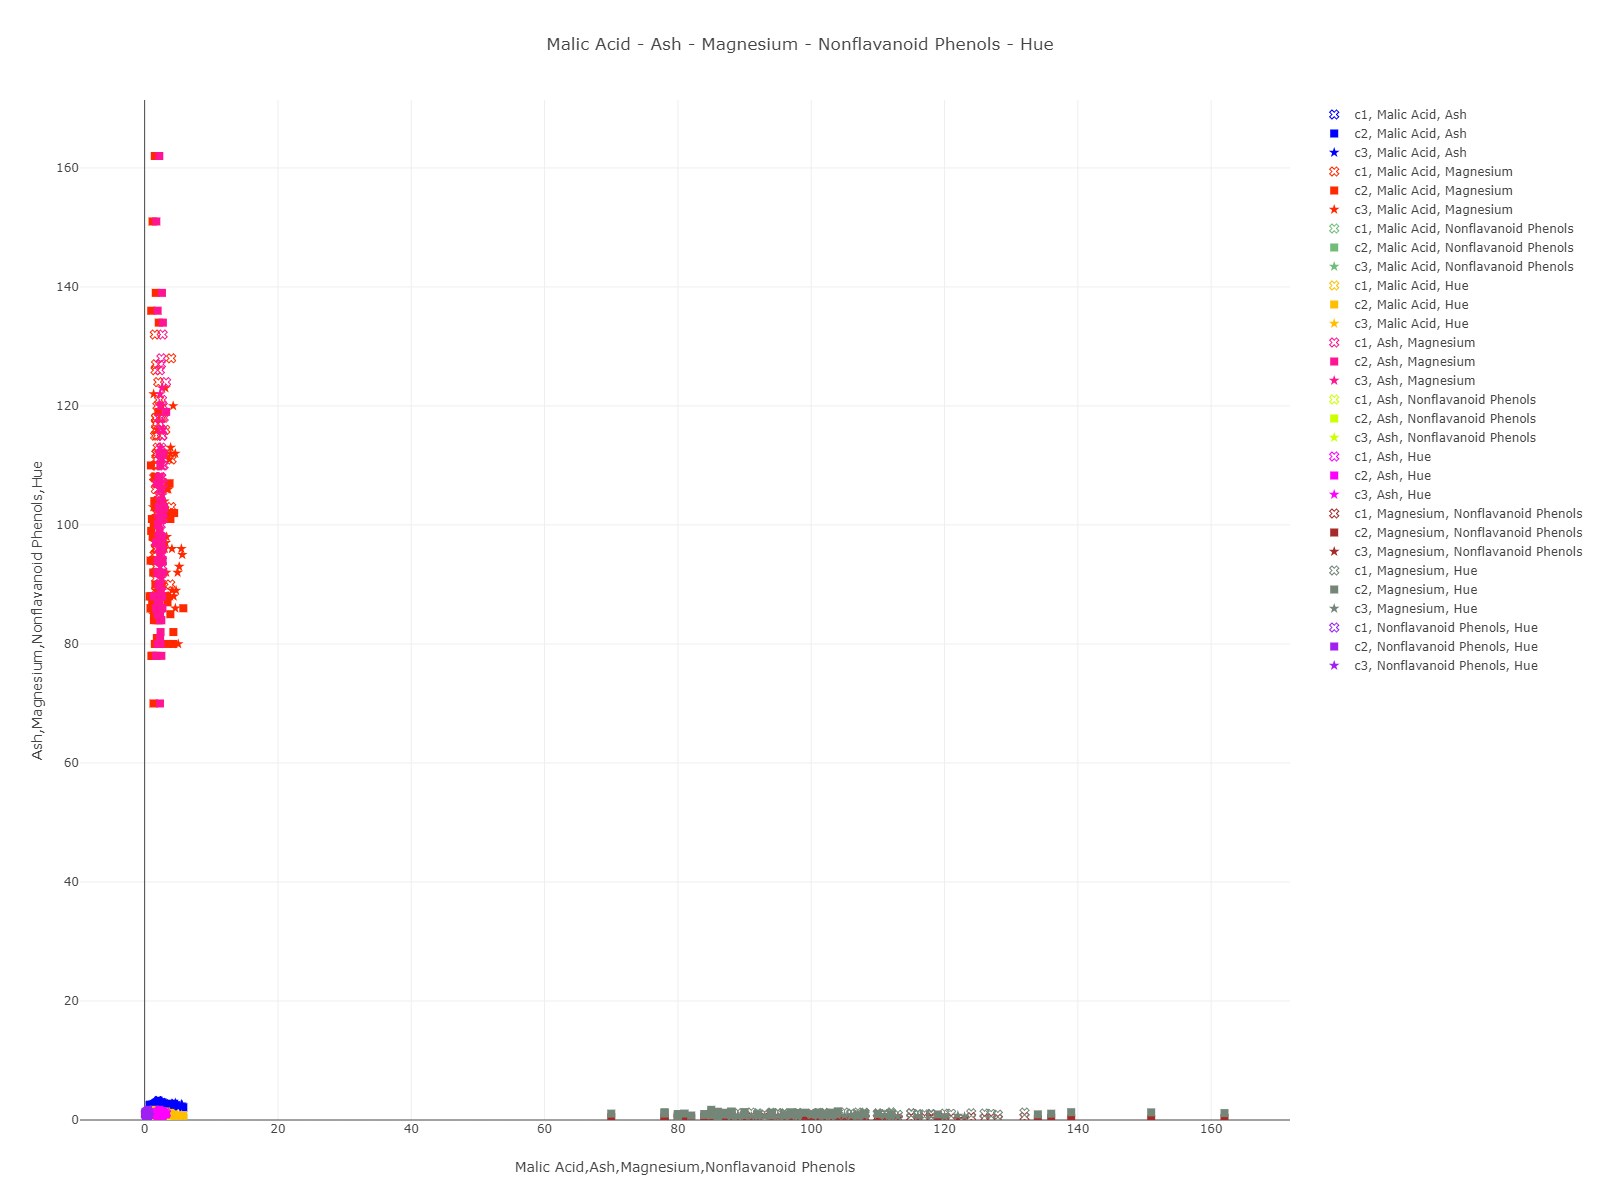 Malic Acid - Ash - Magnesium - Nonflavanoid Phenols - Hue
Ash,Magnesium,Nonflavanoid Phenols,Hue
160
140
120
100
80
60
40
20
0
0 20 40 60 80 100 120 140 160
Malic Acid,Ash,Magnesium,Nonflavanoid Phenols
c1, Malic Acid, Ash
c2, Malic Acid, Ash
c3, Malic Acid, Ash
c1, Malic Acid, Magnesium
c2, Malic Acid, Magnesium
c3, Malic Acid, Magnesium
c1, Malic Acid, Nonflavanoid Phenols
c2, Malic Acid, Nonflavanoid Phenols
c3, Malic Acid, Nonflavanoid Phenols
c1, Malic Acid, Hue
c2, Malic Acid, Hue
c3, Malic Acid, Hue
c1, Ash, Magnesium
c2, Ash, Magnesium
c3, Ash, Magnesium
c1, Ash, Nonflavanoid Phenols
c2, Ash, Nonflavanoid Phenols
c3, Ash, Nonflavanoid Phenols
c1, Ash, Hue
c2, Ash, Hue
c3, Ash, Hue
c1, Magnesium, Nonflavanoid Phenols
c2, Magnesium, Nonflavanoid Phenols
c3, Magnesium, Nonflavanoid Phenols
c1, Magnesium, Hue
c2, Magnesium, Hue
c3, Magnesium, Hue
c1, Nonflavanoid Phenols, Hue
c2, Nonflavanoid Phenols, Hue
c3, Nonflavanoid Phenols, Hue